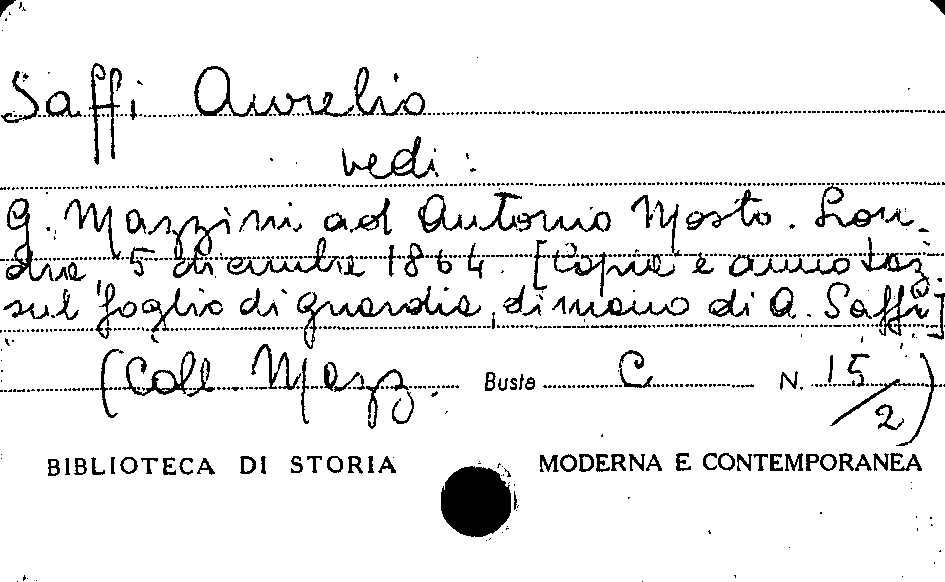 Saffi Aurelio
vedi:
G. Mazzini ad Antonio Mosto. Lon-
dra, 5 dicembre 1864. [Copia e annotaz.
sul foglio di guardia, di mano di A. Saffi]
(Coll. Mazz. Busta C N. 15/2)
BIBLIOTECA DI STORIA MODERNA E CONTEMPORANEA